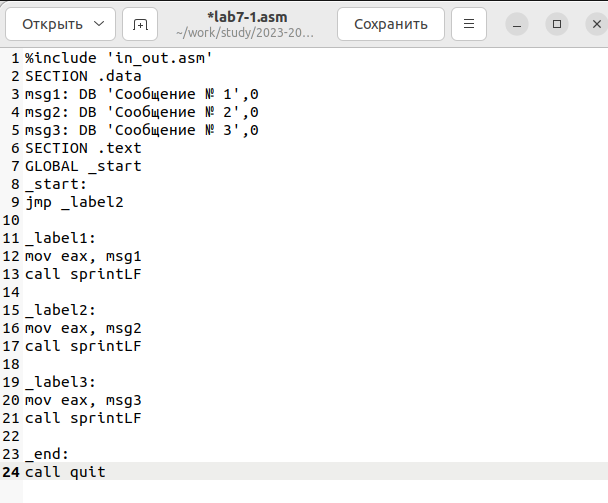 Открыть
*lab7-1.asm
~/work/study/2023-20...
Сохранить
1 %include 'in_out.asm'
2 SECTION .data
3 msg1: DB 'Сообщение № 1',0
4 msg2: DB 'Сообщение № 2',0
5 msg3: DB 'Сообщение № 3',0
6 SECTION .text
7 GLOBAL _start
8 _start:
9 jmp _label2
10
11 _label1:
12 mov eax, msg1
13 call sprintLF
14
15 _label2:
16 mov eax, msg2
17 call sprintLF
18
19 _label3:
20 mov eax, msg3
21 call sprintLF
22
23 _end:
24 call quit